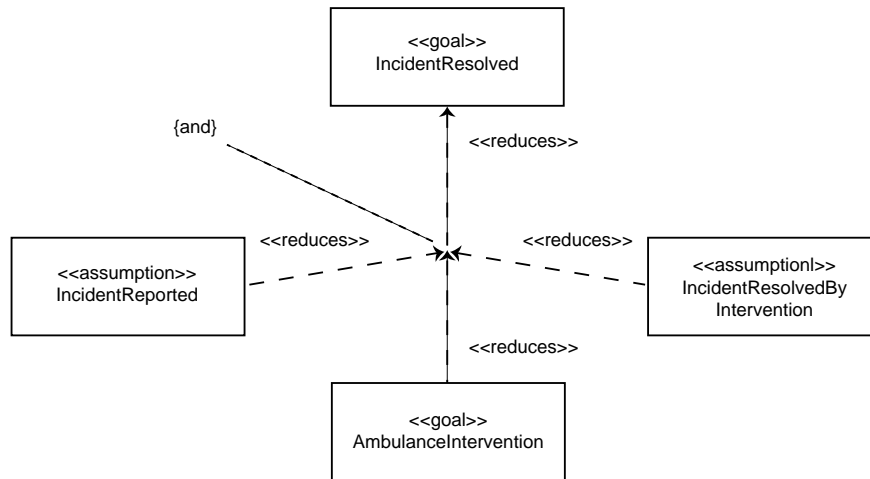 <<goal>>
IncidentResolved
{and}
<<reduces>>
<<reduces>>
<<reduces>>
<<assumption>>
IncidentReported
<<assumptionl>>
IncidentResolvedBy
Intervention
<<reduces>>
<<goal>>
AmbulanceIntervention